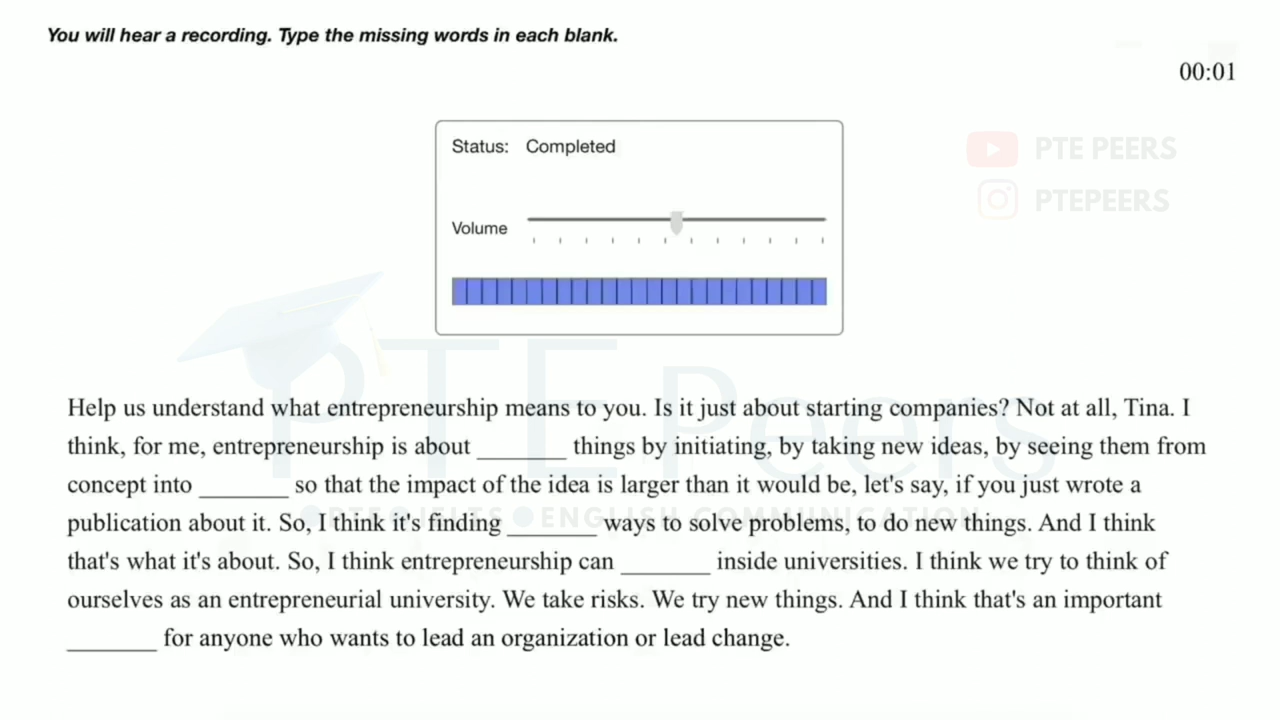 You will hear a recording. Type the missing words in each blank.
00:01
Status: Completed
PTE PEERS
PTEPEERS
Volume
PTE Peers
Help us understand what entrepreneurship means to you. Is it just about starting companies? Not at all, Tina. I
think, for me, entrepreneurship is about _______ things by initiating, by taking new ideas, by seeing them from
concept into _______ so that the impact of the idea is larger than it would be, let's say, if you just wrote a
publication about it. So, I think it's finding _______ ways to solve problems, to do new things. And I think
PTE IELTS ENGLISH COMMUNICATION
that's what it's about. So, I think entrepreneurship can _______ inside universities. I think we try to think of
ourselves as an entrepreneurial university. We take risks. We try new things. And I think that's an important
_______ for anyone who wants to lead an organization or lead change.